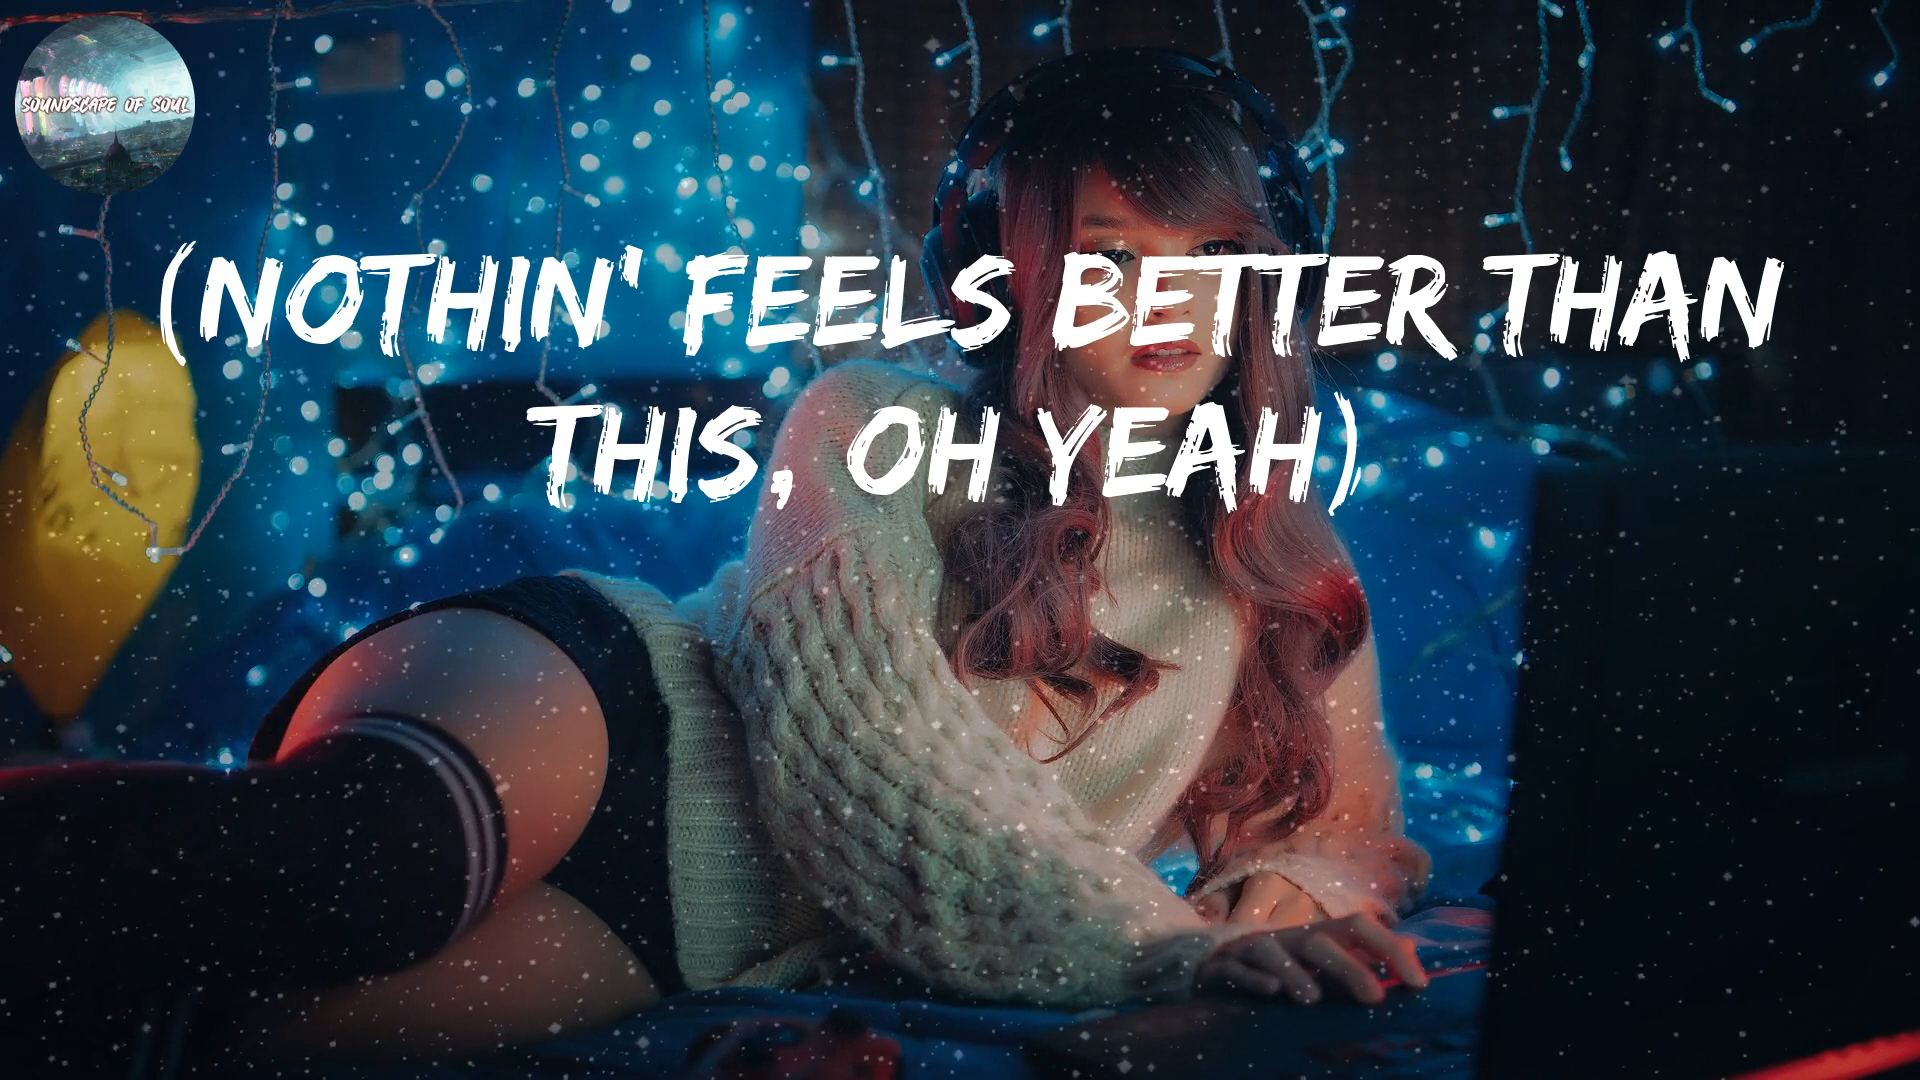 SOUNDSCAPE OF SOUL
(NOTHIN' FEELS BETTER THAN
THIS, OH YEAH)